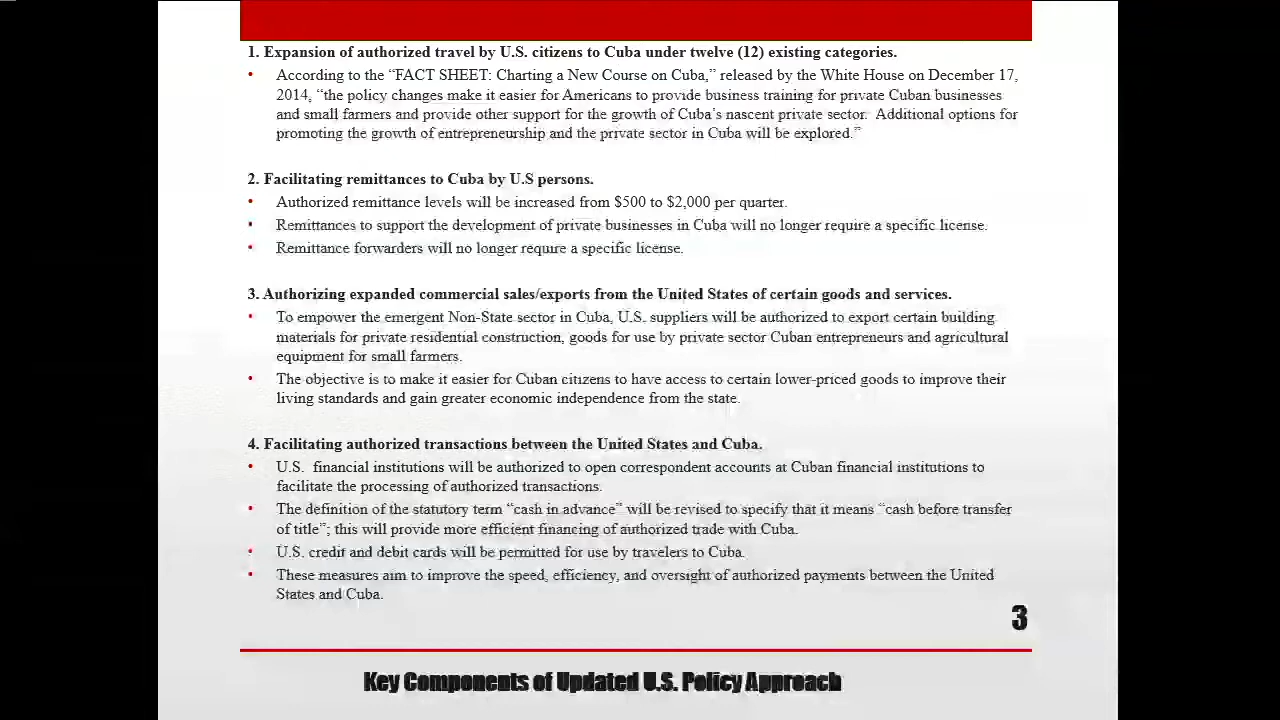 1. Expansion of authorized travel by U.S. citizens to Cuba under twelve (12) existing categories.
• According to the “FACT SHEET: Charting a New Course on Cuba,” released by the White House on December 17,
2014, “the policy changes make it easier for Americans to provide business training for private Cuban businesses
and small farmers and provide other support for the growth of Cuba’s nascent private sector. Additional options for
promoting the growth of entrepreneurship and the private sector in Cuba will be explored.”
2. Facilitating remittances to Cuba by U.S persons.
• Authorized remittance levels will be increased from $500 to $2,000 per quarter.
• Remittances to support the development of private businesses in Cuba will no longer require a specific license.
• Remittance forwarders will no longer require a specific license.
3. Authorizing expanded commercial sales/exports from the United States of certain goods and services.
• To empower the emergent Non-State sector in Cuba, U.S. suppliers will be authorized to export certain building
materials for private residential construction, goods for use by private sector Cuban entrepreneurs and agricultural
equipment for small farmers.
• The objective is to make it easier for Cuban citizens to have access to certain lower-priced goods to improve their
living standards and gain greater economic independence from the state.
4. Facilitating authorized transactions between the United States and Cuba.
• U.S. financial institutions will be authorized to open correspondent accounts at Cuban financial institutions to
facilitate the processing of authorized transactions.
• The definition of the statutory term “cash in advance” will be revised to specify that it means “cash before transfer
of title”; this will provide more efficient financing of authorized trade with Cuba.
• U.S. credit and debit cards will be permitted for use by travelers to Cuba.
• These measures aim to improve the speed, efficiency, and oversight of authorized payments between the United
States and Cuba.
3
Key Components of Updated U.S. Policy Approach